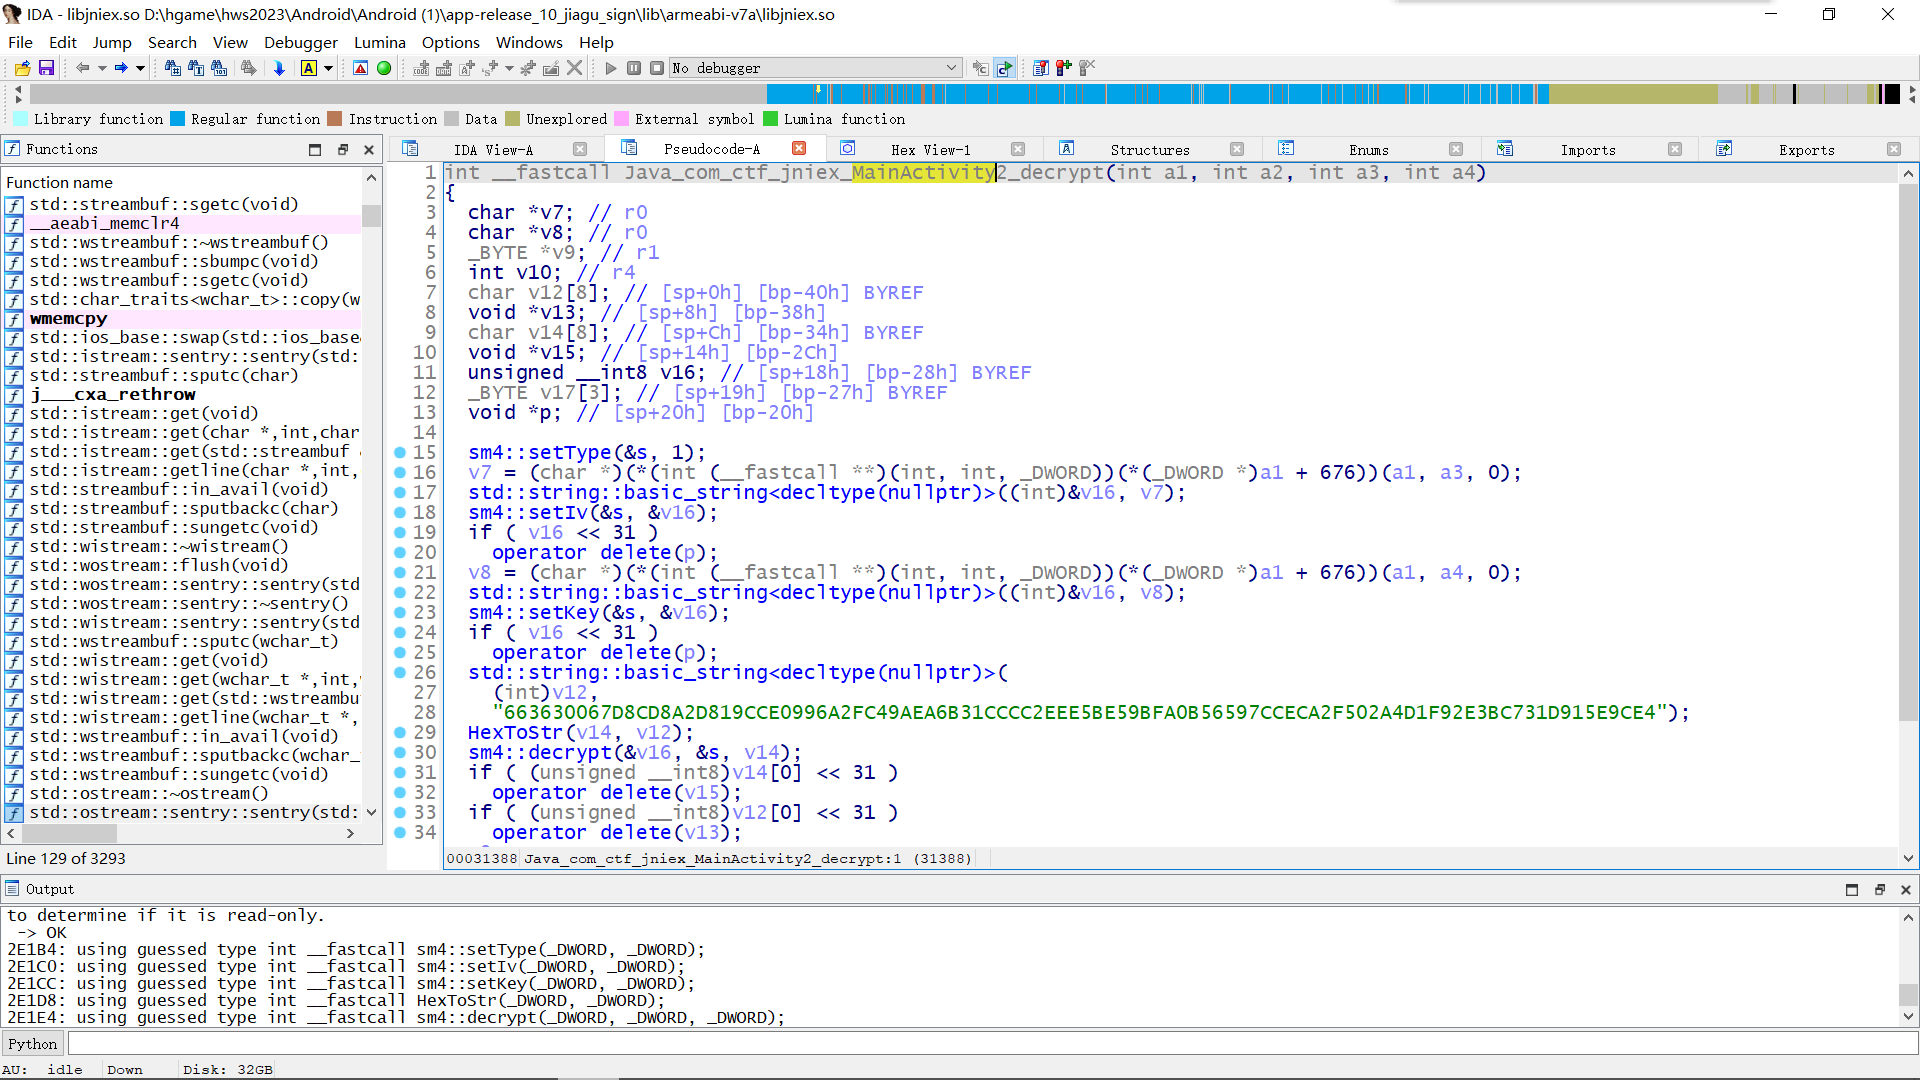 IDA - libjniex.so D:\hgame\hws2023\Android\Android (1)\app-release_10_jiagu_sign\lib\armeabi-v7a\libjniex.so
File Edit Jump Search View Debugger Lumina Options Windows Help
No debugger
Library function Regular function Instruction Data Unexplored External symbol Lumina function
Functions
IDA View-A Pseudocode-A Hex View-1 Structures Enums Imports Exports
Function name
std::streambuf::sgetc(void)
__aeabi_memclr4
std::wstreambuf::~wstreambuf()
std::wstreambuf::sbumpc(void)
std::wstreambuf::sgetc(void)
std::char_traits<wchar_t>::copy(w
wmemcpy
std::ios_base::swap(std::ios_base
std::istream::sentry::sentry(std:
std::streambuf::sputc(char)
j___cxa_rethrow
std::istream::get(void)
std::istream::get(char *,int,char
std::istream::get(std::streambuf
std::istream::getline(char *,int,
std::streambuf::in_avail(void)
std::streambuf::sputbackc(char)
std::streambuf::sungetc(void)
std::wistream::~wistream()
std::wostream::flush(void)
std::wostream::sentry::sentry(std
std::wostream::sentry::~sentry()
std::wistream::sentry::sentry(std
std::wstreambuf::sputc(wchar_t)
std::wistream::get(void)
std::wistream::get(wchar_t *,int,
std::wistream::get(std::wstreambu
std::wistream::getline(wchar_t *,
std::wstreambuf::in_avail(void)
std::wstreambuf::sputbackc(wchar_
std::wstreambuf::sungetc(void)
std::ostream::~ostream()
std::ostream::sentry::sentry(std:
Line 129 of 3293
1 int __fastcall Java_com_ctf_jniex_MainActivity2_decrypt(int a1, int a2, int a3, int a4)
2 {
3 char *v7; // r0
4 char *v8; // r0
5 _BYTE *v9; // r1
6 int v10; // r4
7 char v12[8]; // [sp+0h] [bp-40h] BYREF
8 void *v13; // [sp+8h] [bp-38h]
9 char v14[8]; // [sp+Ch] [bp-34h] BYREF
10 void *v15; // [sp+14h] [bp-2Ch]
11 unsigned __int8 v16; // [sp+18h] [bp-28h] BYREF
12 _BYTE v17[3]; // [sp+19h] [bp-27h] BYREF
13 void *p; // [sp+20h] [bp-20h]
14
15 sm4::setType(&s, 1);
16 v7 = (char *)(*(int (__fastcall **)(int, int, _DWORD))(*(_DWORD *)a1 + 676))(a1, a3, 0);
17 std::string::basic_string<decltype(nullptr)>((int)&v16, v7);
18 sm4::setIv(&s, &v16);
19 if ( v16 << 31 )
20 operator delete(p);
21 v8 = (char *)(*(int (__fastcall **)(int, int, _DWORD))(*(_DWORD *)a1 + 676))(a1, a4, 0);
22 std::string::basic_string<decltype(nullptr)>((int)&v16, v8);
23 sm4::setKey(&s, &v16);
24 if ( v16 << 31 )
25 operator delete(p);
26 std::string::basic_string<decltype(nullptr)>(
27 (int)v12,
28 "663630067D8CD8A2D819CCE0996A2FC49AEA6B31CCCC2EEE5BE59BFA0B56597CCECA2F502A4D1F92E3BC731D915E9CE4");
29 HexToStr(v14, v12);
30 sm4::decrypt(&v16, &s, v14);
31 if ( (unsigned __int8)v14[0] << 31 )
32 operator delete(v15);
33 if ( (unsigned __int8)v12[0] << 31 )
34 operator delete(v13);
00031388 Java_com_ctf_jniex_MainActivity2_decrypt:1 (31388)
Output
to determine if it is read-only.
-> OK
2E1B4: using guessed type int __fastcall sm4::setType(_DWORD, _DWORD);
2E1C0: using guessed type int __fastcall sm4::setIv(_DWORD, _DWORD);
2E1CC: using guessed type int __fastcall sm4::setKey(_DWORD, _DWORD);
2E1D8: using guessed type int __fastcall HexToStr(_DWORD, _DWORD);
2E1E4: using guessed type int __fastcall sm4::decrypt(_DWORD, _DWORD, _DWORD);
Python
AU: idle Down Disk: 32GB